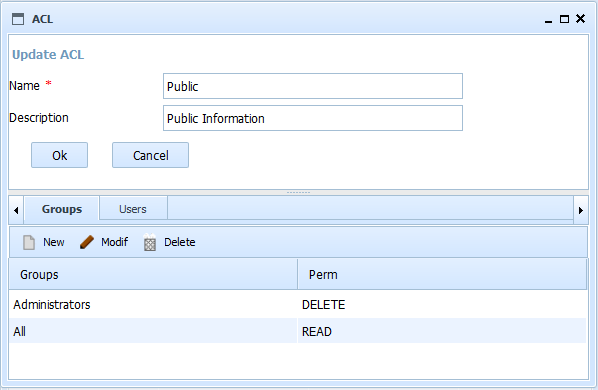 ACL
Update ACL
Name *
Public
Description
Public Information
Ok Cancel
Groups Users
New Modif Delete
Groups Perm
Administrators DELETE
All READ